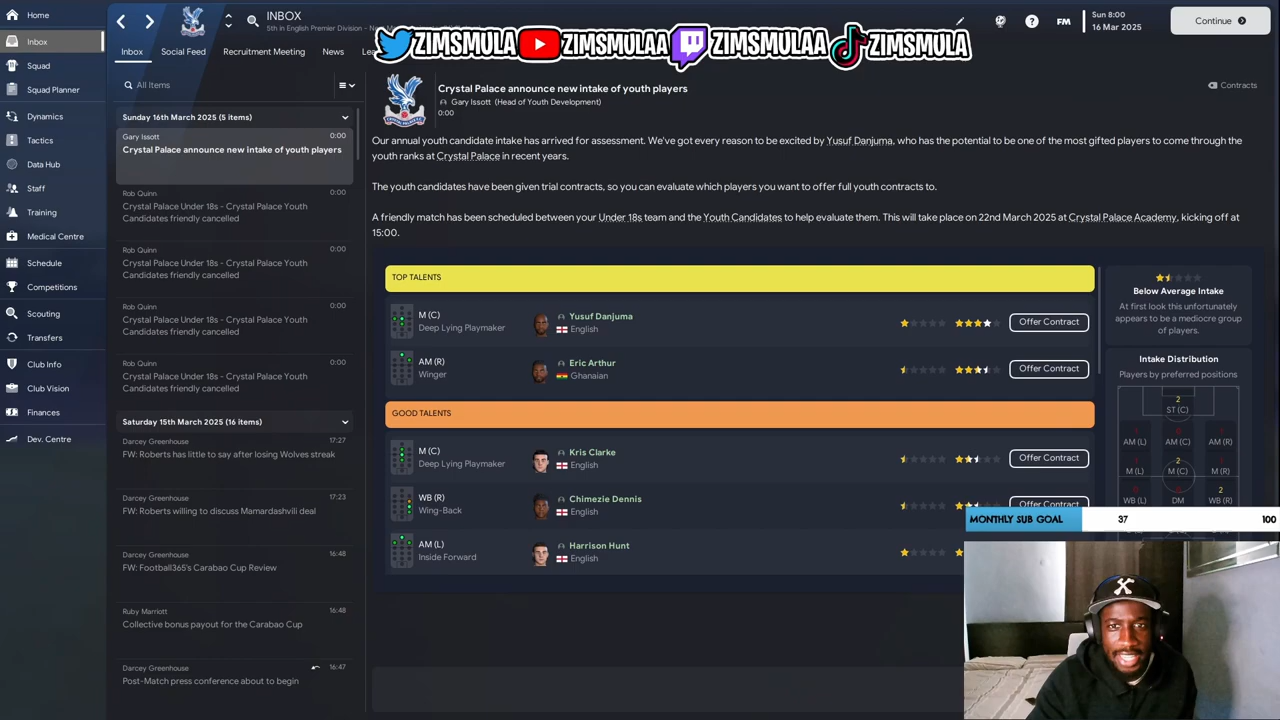 Home
Inbox
Squad
Squad Planner
Dynamics
Tactics
Data Hub
Staff
Training
Medical Centre
Schedule
Competitions
Scouting
Transfers
Club Info
Club Vision
Finances
Dev. Centre
INBOX
Inbox
Social Feed
Recruitment Meeting
News
ZIMSMULA
ZIMSMULAA
ZIMSMULAA
ZIMSMULA
FM
Sun 8:00
16 Mar 2025
Continue
All Items
Sunday 16th March 2025 (5 items)
Gary Issott 0:00
Crystal Palace announce new intake of youth players
Rob Quinn 0:00
Crystal Palace Under 18s - Crystal Palace Youth
Candidates friendly cancelled
Rob Quinn 0:00
Crystal Palace Under 18s - Crystal Palace Youth
Candidates friendly cancelled
Rob Quinn 0:00
Crystal Palace Under 18s - Crystal Palace Youth
Candidates friendly cancelled
Rob Quinn 0:00
Crystal Palace Under 18s - Crystal Palace Youth
Candidates friendly cancelled
Saturday 15th March 2025 (16 items)
Darcey Greenhouse 17:27
FW: Roberts has little to say after losing Wolves streak
Darcey Greenhouse 17:23
FW: Roberts willing to discuss Mamardashvili deal
Darcey Greenhouse 16:48
FW: Football365's Carabao Cup Review
Ruby Marriott 16:48
Collective bonus payout for the Carabao Cup
Darcey Greenhouse 16:47
Post-Match press conference about to begin
Crystal Palace announce new intake of youth players
Gary Issott (Head of Youth Development)
0:00
Contracts
Our annual youth candidate intake has arrived for assessment. We've got every reason to be excited by Yusuf Danjuma, who has the potential to be one of the most gifted players to come through the
youth ranks at Crystal Palace in recent years.
The youth candidates have been given trial contracts, so you can evaluate which players you want to offer full youth contracts to.
A friendly match has been scheduled between your Under 18s team and the Youth Candidates to help evaluate them. This will take place on 22nd March 2025 at Crystal Palace Academy, kicking off at
15:00.
TOP TALENTS
M (C)
Deep Lying Playmaker
Yusuf Danjuma
English
Offer Contract
AM (R)
Winger
Eric Arthur
Ghanaian
Offer Contract
GOOD TALENTS
M (C)
Deep Lying Playmaker
Kris Clarke
English
Offer Contract
WB (R)
Wing-Back
Chimezie Dennis
English
Offer Contract
AM (L)
Inside Forward
Harrison Hunt
English
Below Average Intake
At first look this unfortunately
appears to be a mediocre group
of players.
Intake Distribution
Players by preferred positions
2
ST (C)
AM (L) AM (C) AM (R)
2
M (L) M (C) M (R)
2
WB (L) DM WB (R)
MONTHLY SUB GOAL 37 100